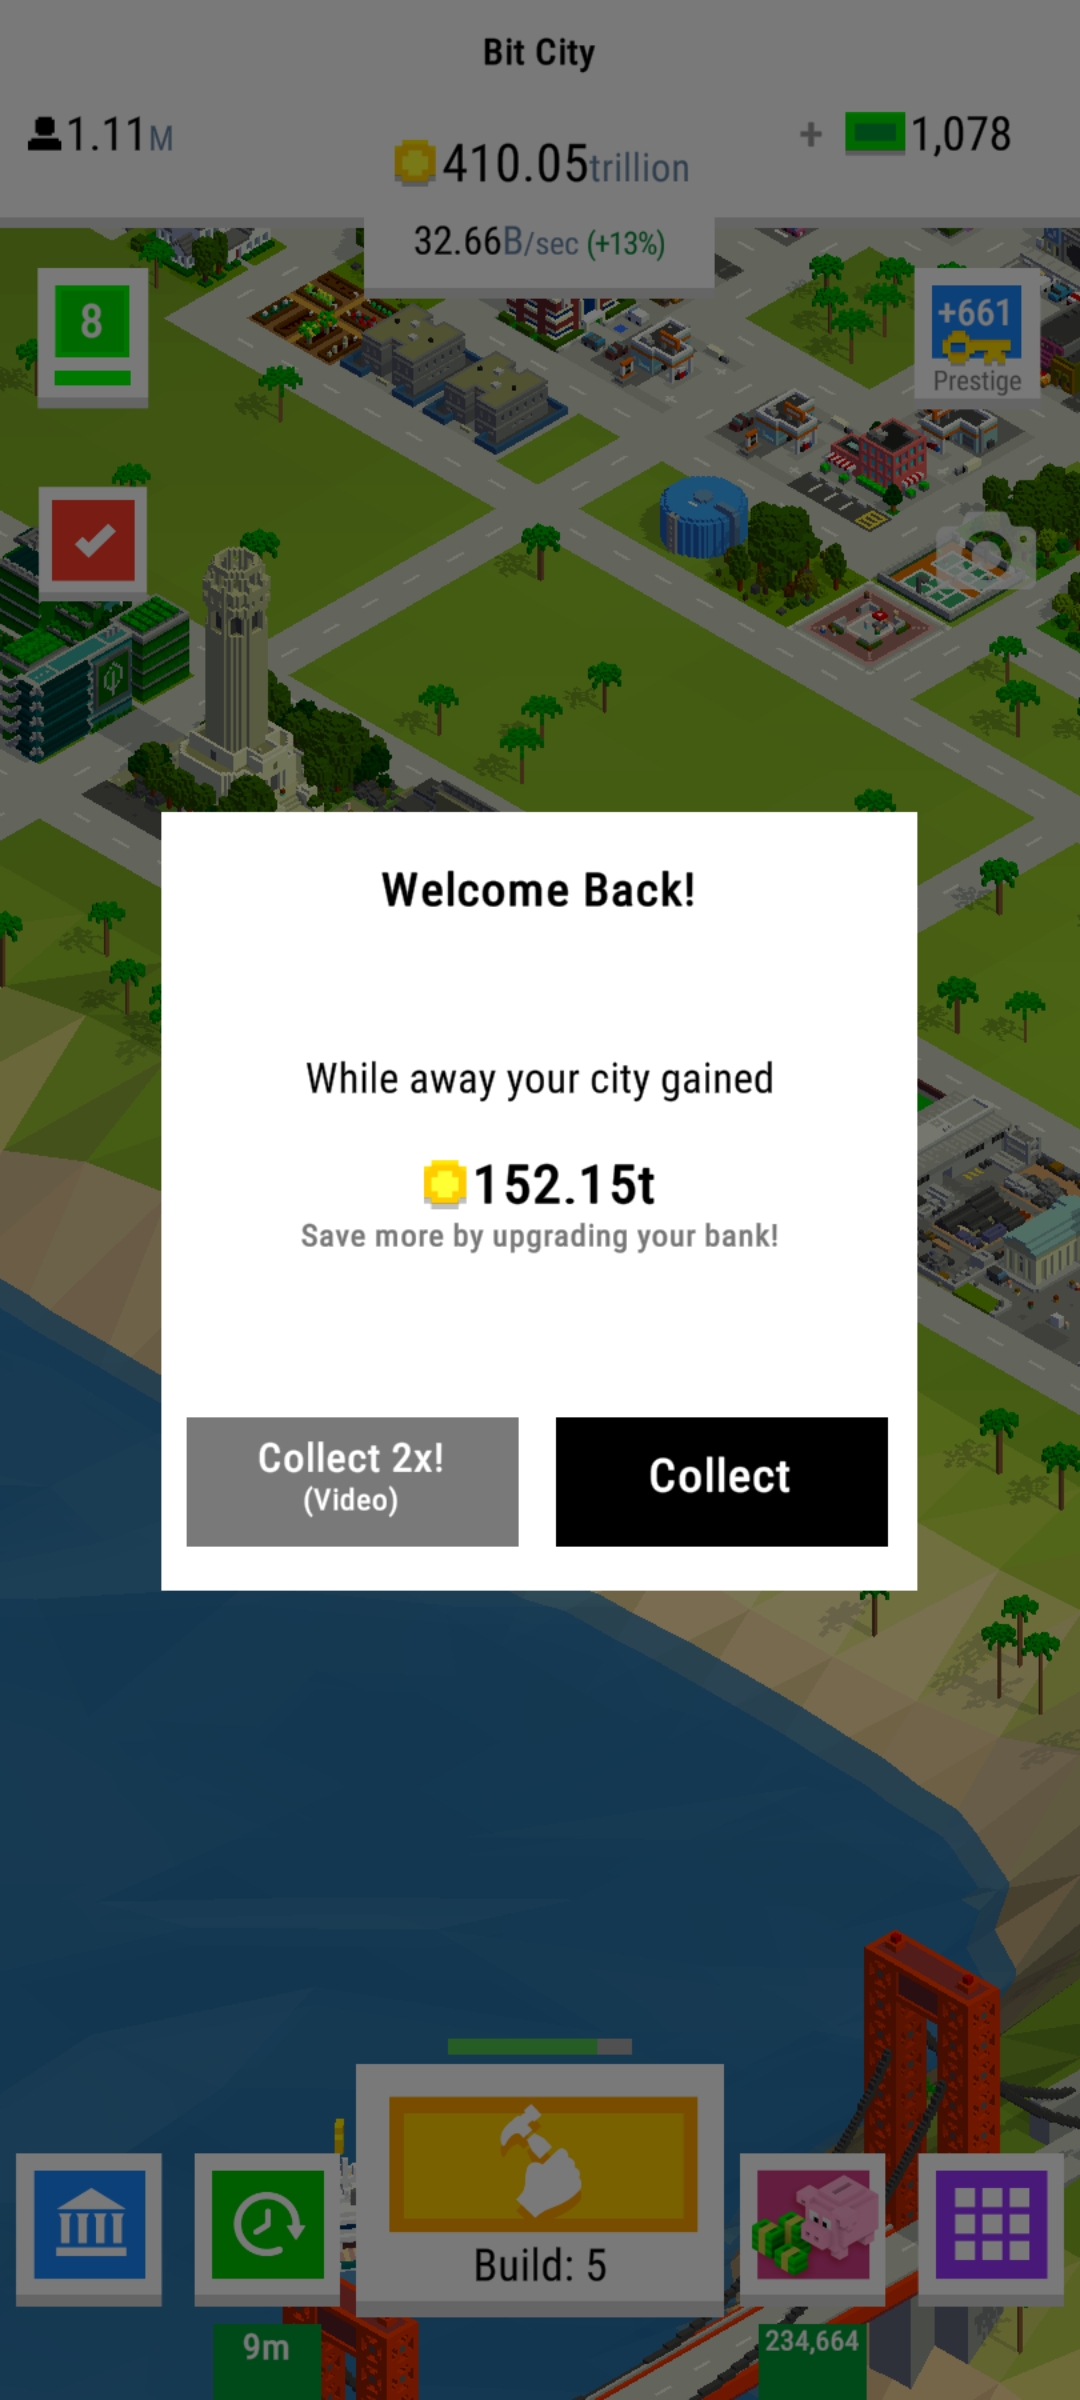 Bit City
1.11M
410.05trillion
+ 1,078
32.66B/sec (+13%)
8
+661
Prestige
Welcome Back!
While away your city gained
152.15t
Save more by upgrading your bank!
Collect 2x!
(Video)
Collect
Build: 5
9m
234,664